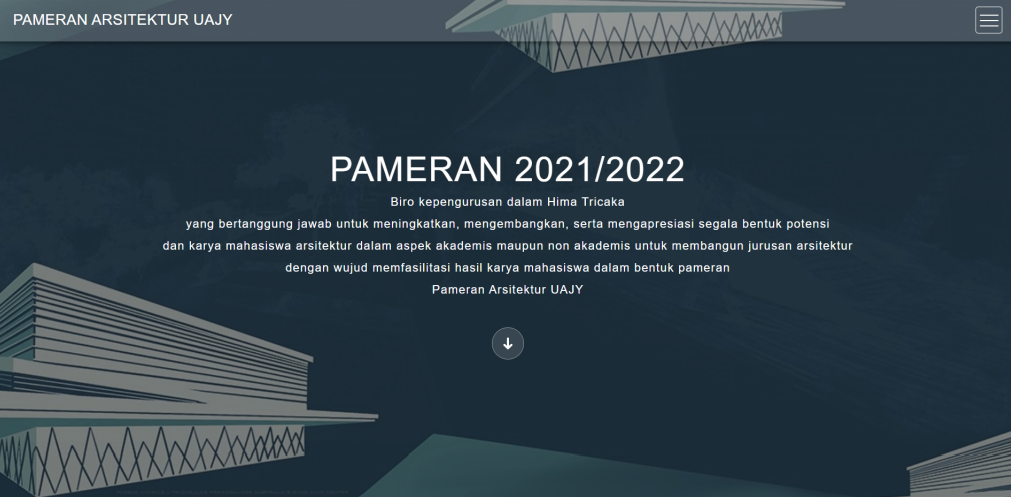 PAMERAN ARSITEKTUR UAJY
PAMERAN 2021/2022
Biro kepengurusan dalam Hima Tricaka
yang bertanggung jawab untuk meningkatkan, mengembangkan, serta mengapresiasi segala bentuk potensi
dan karya mahasiswa arsitektur dalam aspek akademis maupun non akademis untuk membangun jurusan arsitektur
dengan wujud memfasilitasi hasil karya mahasiswa dalam bentuk pameran
Pameran Arsitektur UAJY